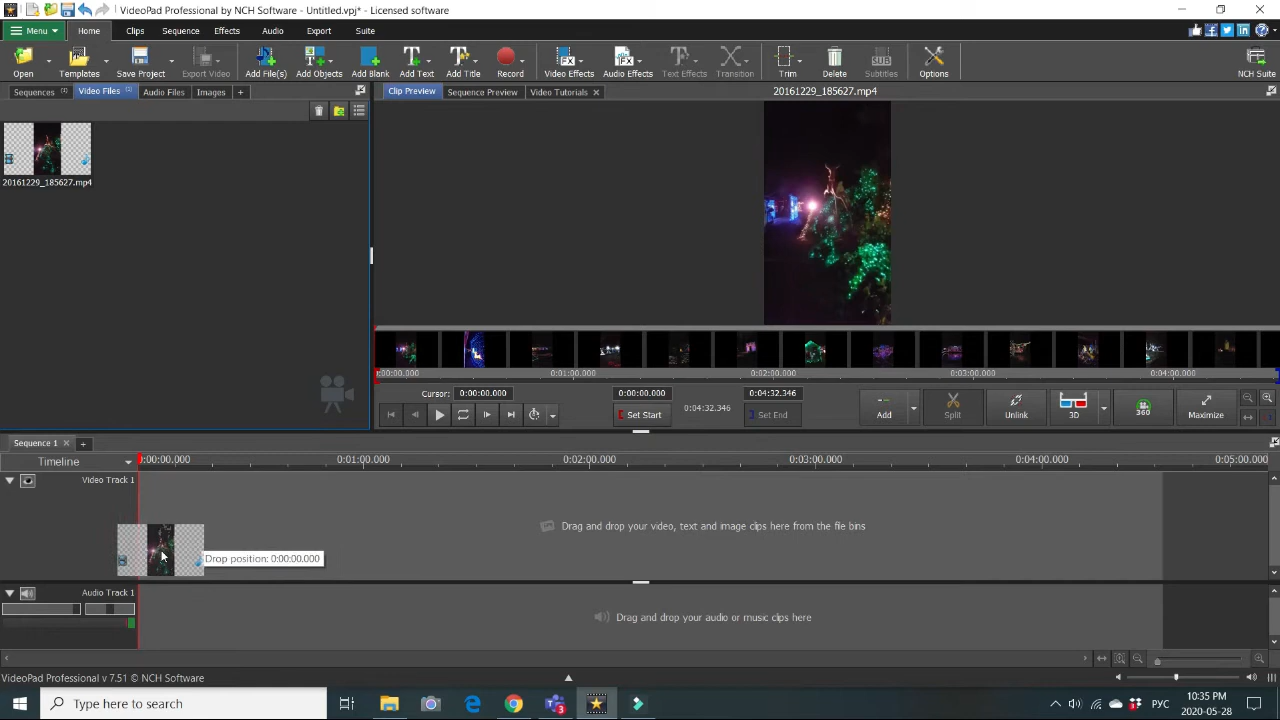 VideoPad Professional by NCH Software - Untitled.vpj* - Licensed software
Menu Home Clips Sequence Effects Audio Export Suite
Open Templates Save Project Export Video Add File(s) Add Objects Add Blank Add Text Add Title Record Video Effects Audio Effects Text Effects Transition Trim Delete Subtitles Options NCH Suite
Sequences (1) Video Files (1) Audio Files Images + Clip Preview Sequence Preview Video Tutorials 20161229_185627.mp4
20161229_185627.mp4
:00:00.000 0:01:00.000 0:02:00.000 0:03:00.000 0:04:00.000
Cursor: 0:00:00.000 0:00:00.000 0:04:32.346
Set Start 0:04:32.346 Set End Add Split Unlink 3D 360 Maximize
Sequence 1
Timeline 0:00:00.000 0:01:00.000 0:02:00.000 0:03:00.000 0:04:00.000 0:05:00.000
Video Track 1
Drag and drop your video, text and image clips here from the file bins
Drop position: 0:00:00.000
Audio Track 1
Drag and drop your audio or music clips here
VideoPad Professional v 7.51 © NCH Software
Type here to search
РУС
10:35 PM
2020-05-28